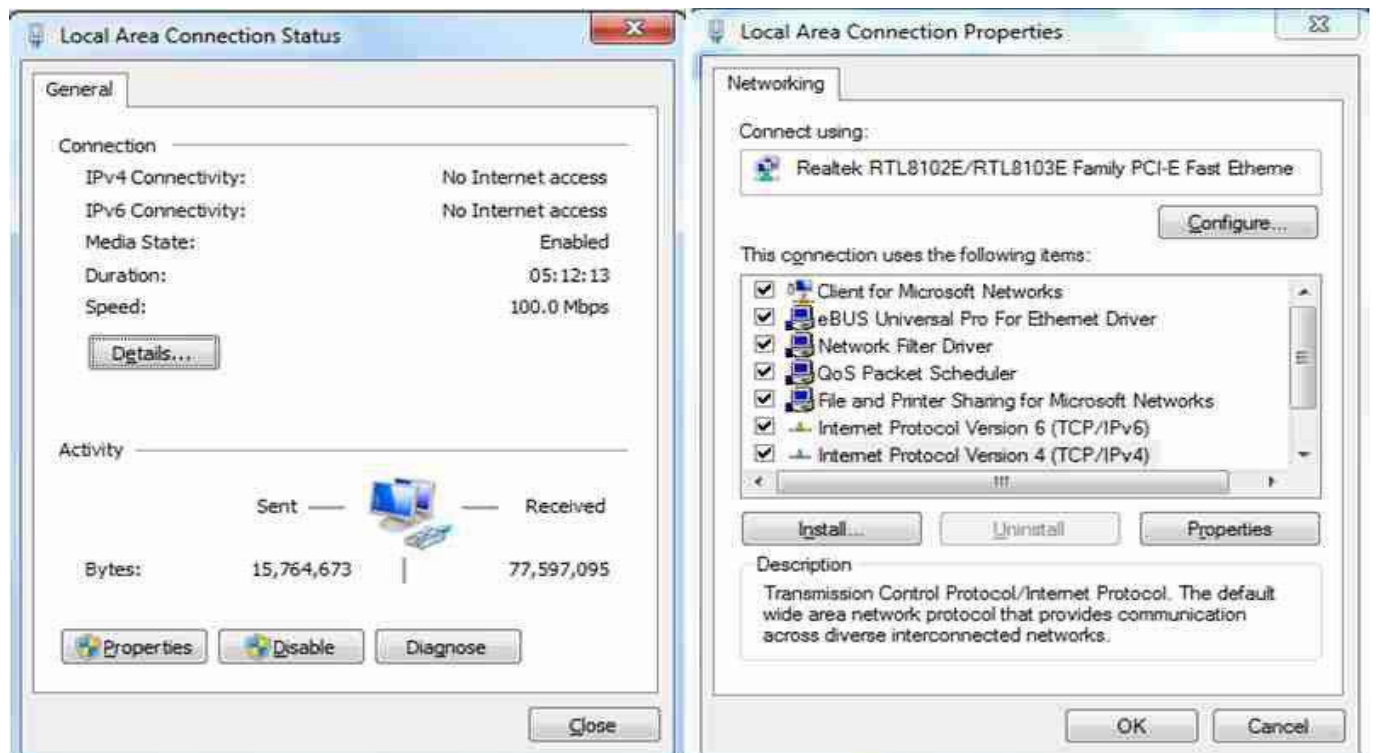 Local Area Connection Status
General
Connection
IPv4 Connectivity: No Internet access
IPv6 Connectivity: No Internet access
Media State: Enabled
Duration: 05:12:13
Speed: 100.0 Mbps
Details...
Activity
Sent Received
Bytes: 15,764,673 77,597,095
Properties Disable Diagnose
Close
Local Area Connection Properties
Networking
Connect using:
Realtek RTL8102E/RTL8103E Family PCI-E Fast Etherne
Configure...
This connection uses the following items:
Client for Microsoft Networks
eBUS Universal Pro For Ethernet Driver
Network Filter Driver
QoS Packet Scheduler
File and Printer Sharing for Microsoft Networks
Internet Protocol Version 6 (TCP/IPv6)
Internet Protocol Version 4 (TCP/IPv4)
Install... Uninstall Properties
Description
Transmission Control Protocol/Internet Protocol. The default
wide area network protocol that provides communication
across diverse interconnected networks.
OK Cancel